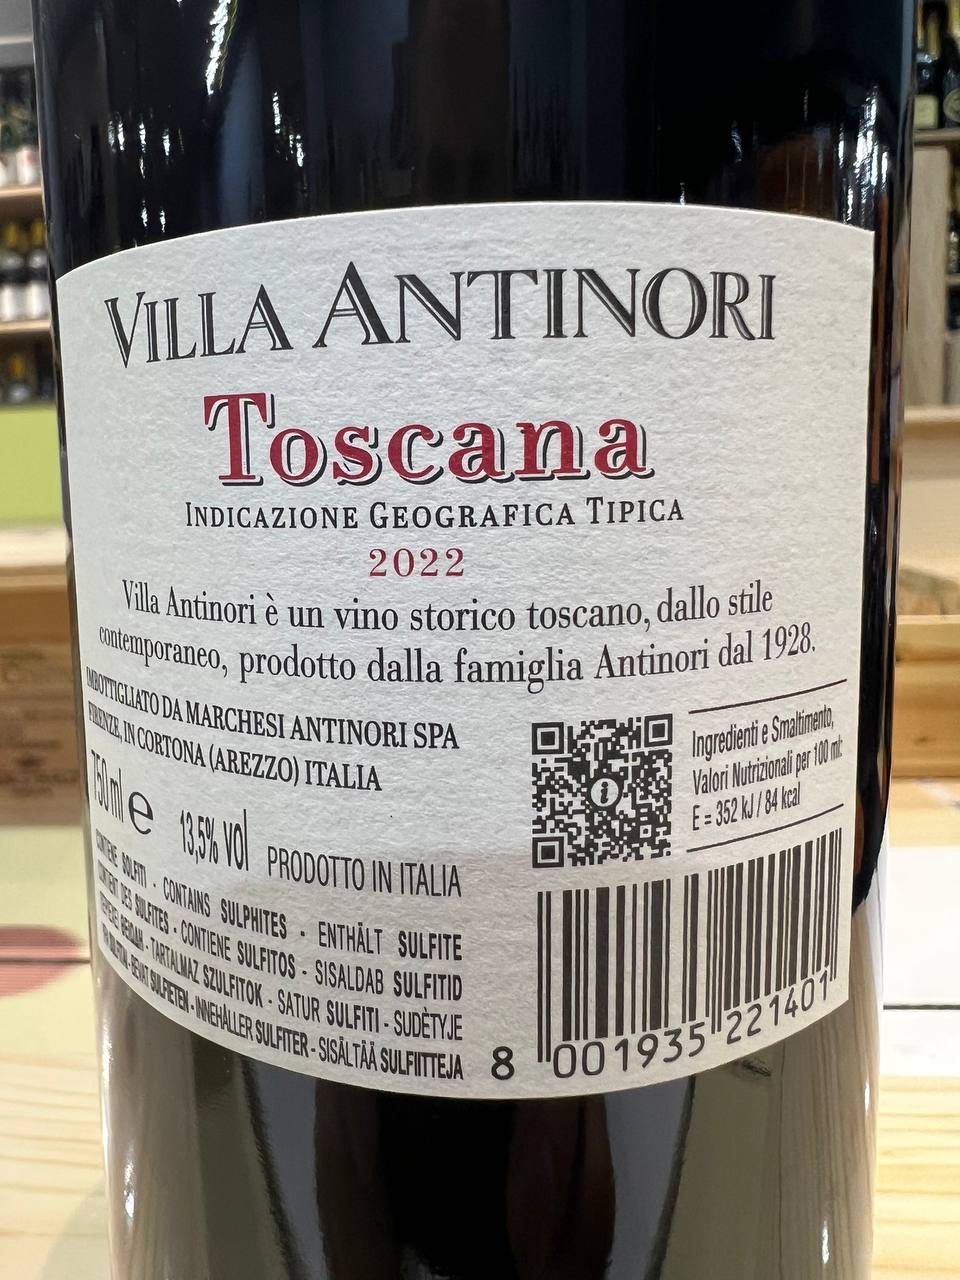 VILLA ANTINORI
Toscana
INDICAZIONE GEOGRAFICA TIPICA
2022
Villa Antinori è un vino storico toscano, dallo stile
contemporaneo, prodotto dalla famiglia Antinori dal 1928.
IMBOTTIGLIATO DA MARCHESI ANTINORI SPA
FIRENZE, IN CORTONA (AREZZO) ITALIA
750 ml e 13,5% vol PRODOTTO IN ITALIA
CONTIENE SOLFITI - CONTAINS SULPHITES - ENTHÄLT SULFITE
CONTIENT DES SULFITES - CONTIENE SULFITOS - SISALDAB SULFITID
TARTALMAZ SZULFITOK - SATUR SULFITI - SUDĖTYJE
BEVAT SULFIETEN - INNEHÅLLER SULFITER - SISÄLTÄÄ SULFIITTEJA
Ingredienti e Smaltimento,
Valori Nutrizionali per 100 ml:
E = 352 kJ / 84 kcal
8 001935 221401